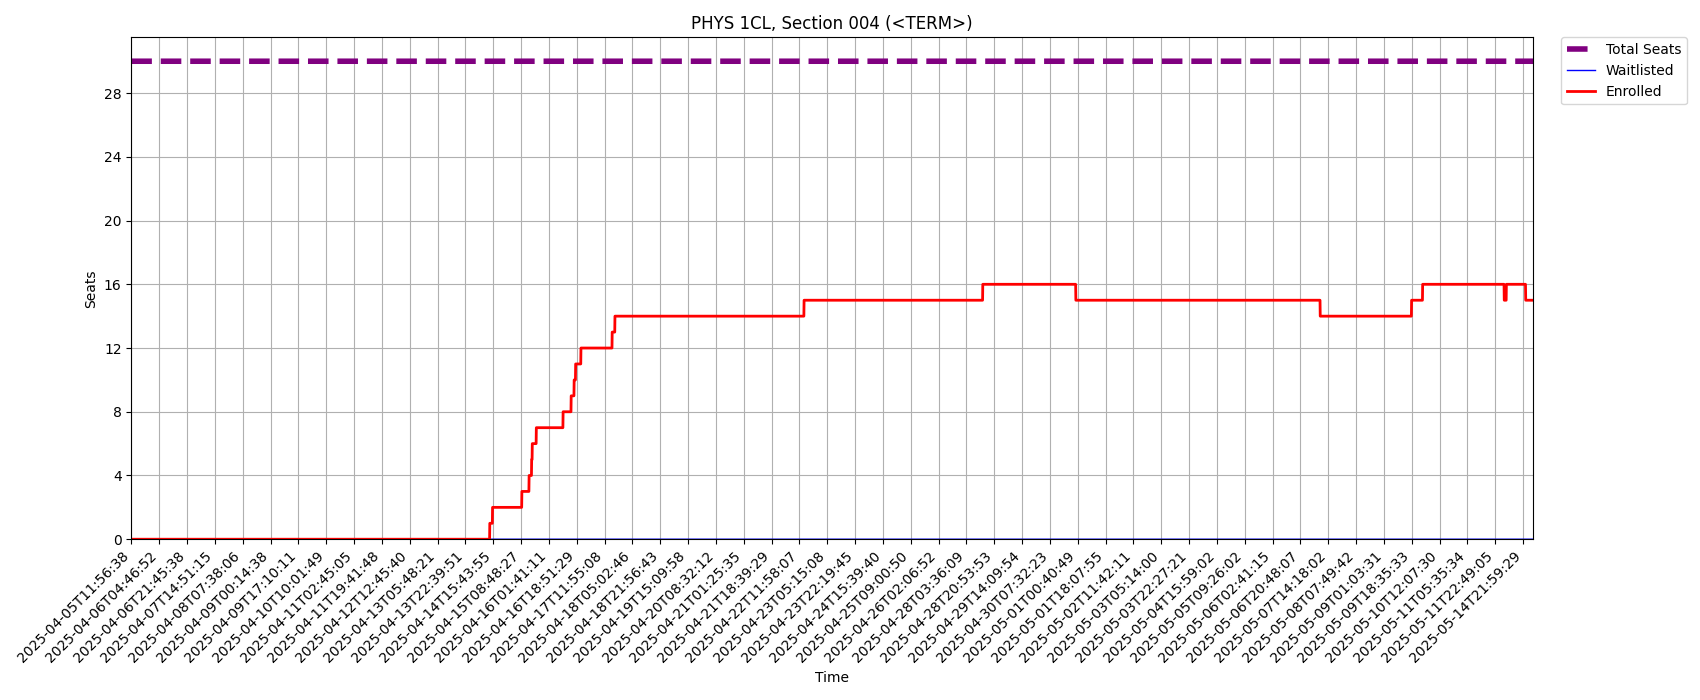 PHYS 1CL, Section 004 (<TERM>)
Total Seats
Waitlisted
Enrolled
Seats
28
24
20
16
12
8
4
0
2025-04-05T11:56:38
2025-04-06T04:46:52
2025-04-06T21:45:38
2025-04-07T14:51:15
2025-04-08T07:38:06
2025-04-09T00:14:38
2025-04-09T17:10:11
2025-04-10T10:01:49
2025-04-11T02:45:05
2025-04-11T19:41:48
2025-04-12T12:45:40
2025-04-13T05:48:21
2025-04-13T22:39:51
2025-04-14T15:43:55
2025-04-15T08:48:27
2025-04-16T01:41:11
2025-04-16T18:51:29
2025-04-17T11:55:08
2025-04-18T05:02:46
2025-04-18T21:56:43
2025-04-19T15:09:58
2025-04-20T08:32:12
2025-04-21T01:25:35
2025-04-21T18:39:29
2025-04-22T11:58:07
2025-04-23T05:15:08
2025-04-23T22:19:45
2025-04-24T15:39:40
2025-04-25T09:00:50
2025-04-26T02:06:52
2025-04-28T03:36:09
2025-04-28T20:53:53
2025-04-29T14:09:54
2025-04-30T07:32:23
2025-05-01T00:40:49
2025-05-01T18:07:55
2025-05-02T11:42:11
2025-05-03T05:14:00
2025-05-03T22:27:21
2025-05-04T15:59:02
2025-05-05T09:26:02
2025-05-06T02:41:15
2025-05-06T20:48:07
2025-05-07T14:18:02
2025-05-08T07:49:42
2025-05-09T01:03:31
2025-05-09T18:35:33
2025-05-10T12:07:30
2025-05-11T05:35:34
2025-05-11T22:49:05
2025-05-14T21:59:29
Time